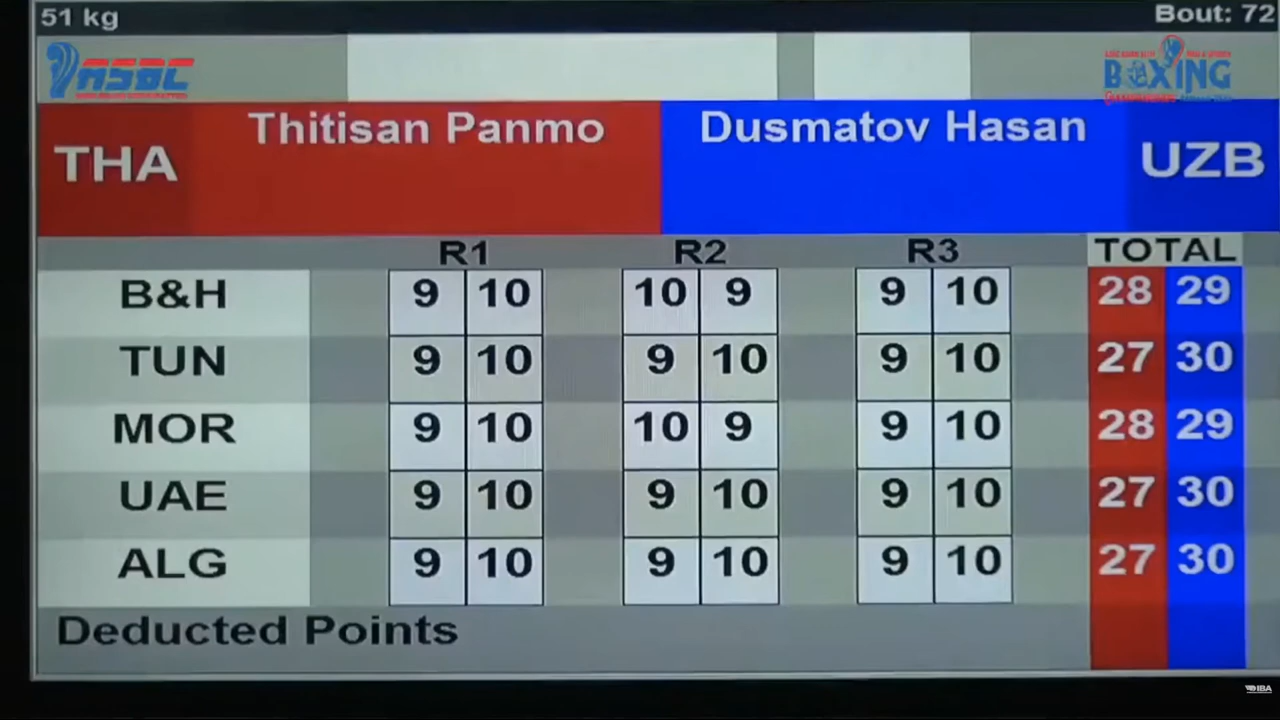 51 kg
Bout: 72
ASBC
BOXING
THA
Thitisan Panmo
Dusmatov Hasan
UZB
R1 R2 R3 TOTAL
B&H 9 10 10 9 9 10 28 29
TUN 9 10 9 10 9 10 27 30
MOR 9 10 10 9 9 10 28 29
UAE 9 10 9 10 9 10 27 30
ALG 9 10 9 10 9 10 27 30
Deducted Points
IBA